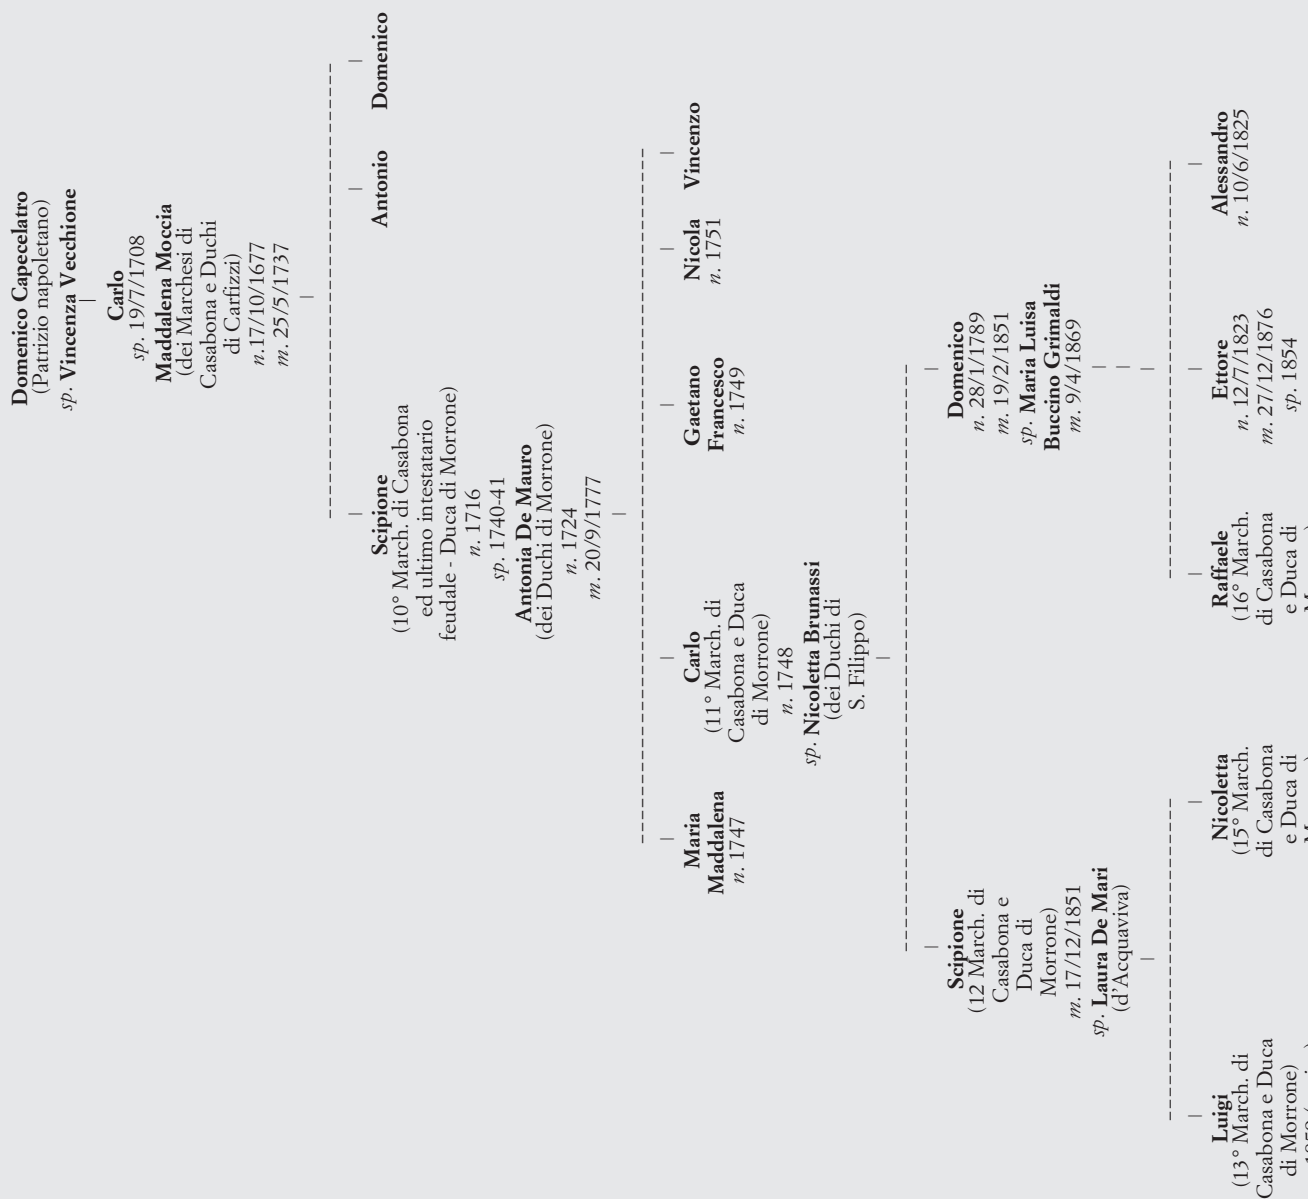 Domenico Capecelatro
(Patrizio napoletano)
sp. Vincenza Vecchione
Carlo
sp. 19/7/1708
Maddalena Moccia
(dei Marchesi di
Casabona e Duchi
di Carfizzi)
n.17/10/1677
m. 25/5/1737
Scipione
(10° March. di Casabona
ed ultimo intestatario
feudale - Duca di Morrone)
n. 1716
sp. 1740-41
Antonia De Mauro
(dei Duchi di Morrone)
n. 1724
m. 20/9/1777
Antonio
Domenico
Maria
Maddalena
n. 1747
Carlo
(11° March. di
Casabona e Duca
di Morrone)
n. 1748
sp. Nicoletta Brunassi
(dei Duchi di
S. Filippo)
Gaetano
Francesco
n. 1749
Nicola
n. 1751
Vincenzo
Scipione
(12 March. di
Casabona e
Duca di
Morrone)
m. 17/12/1851
sp. Laura De Mari
(d'Acquaviva)
Domenico
n. 28/1/1789
m. 19/2/1851
sp. Maria Luisa
Buccino Grimaldi
m. 9/4/1869
Luigi
(13° March. di
Casabona e Duca
di Morrone)
Nicoletta
(15° March.
di Casabona
e Duca di
Raffaele
(16° March.
di Casabona
e Duca di
Ettore
n. 12/7/1823
m. 27/12/1876
sp. 1854
Alessandro
n. 10/6/1825